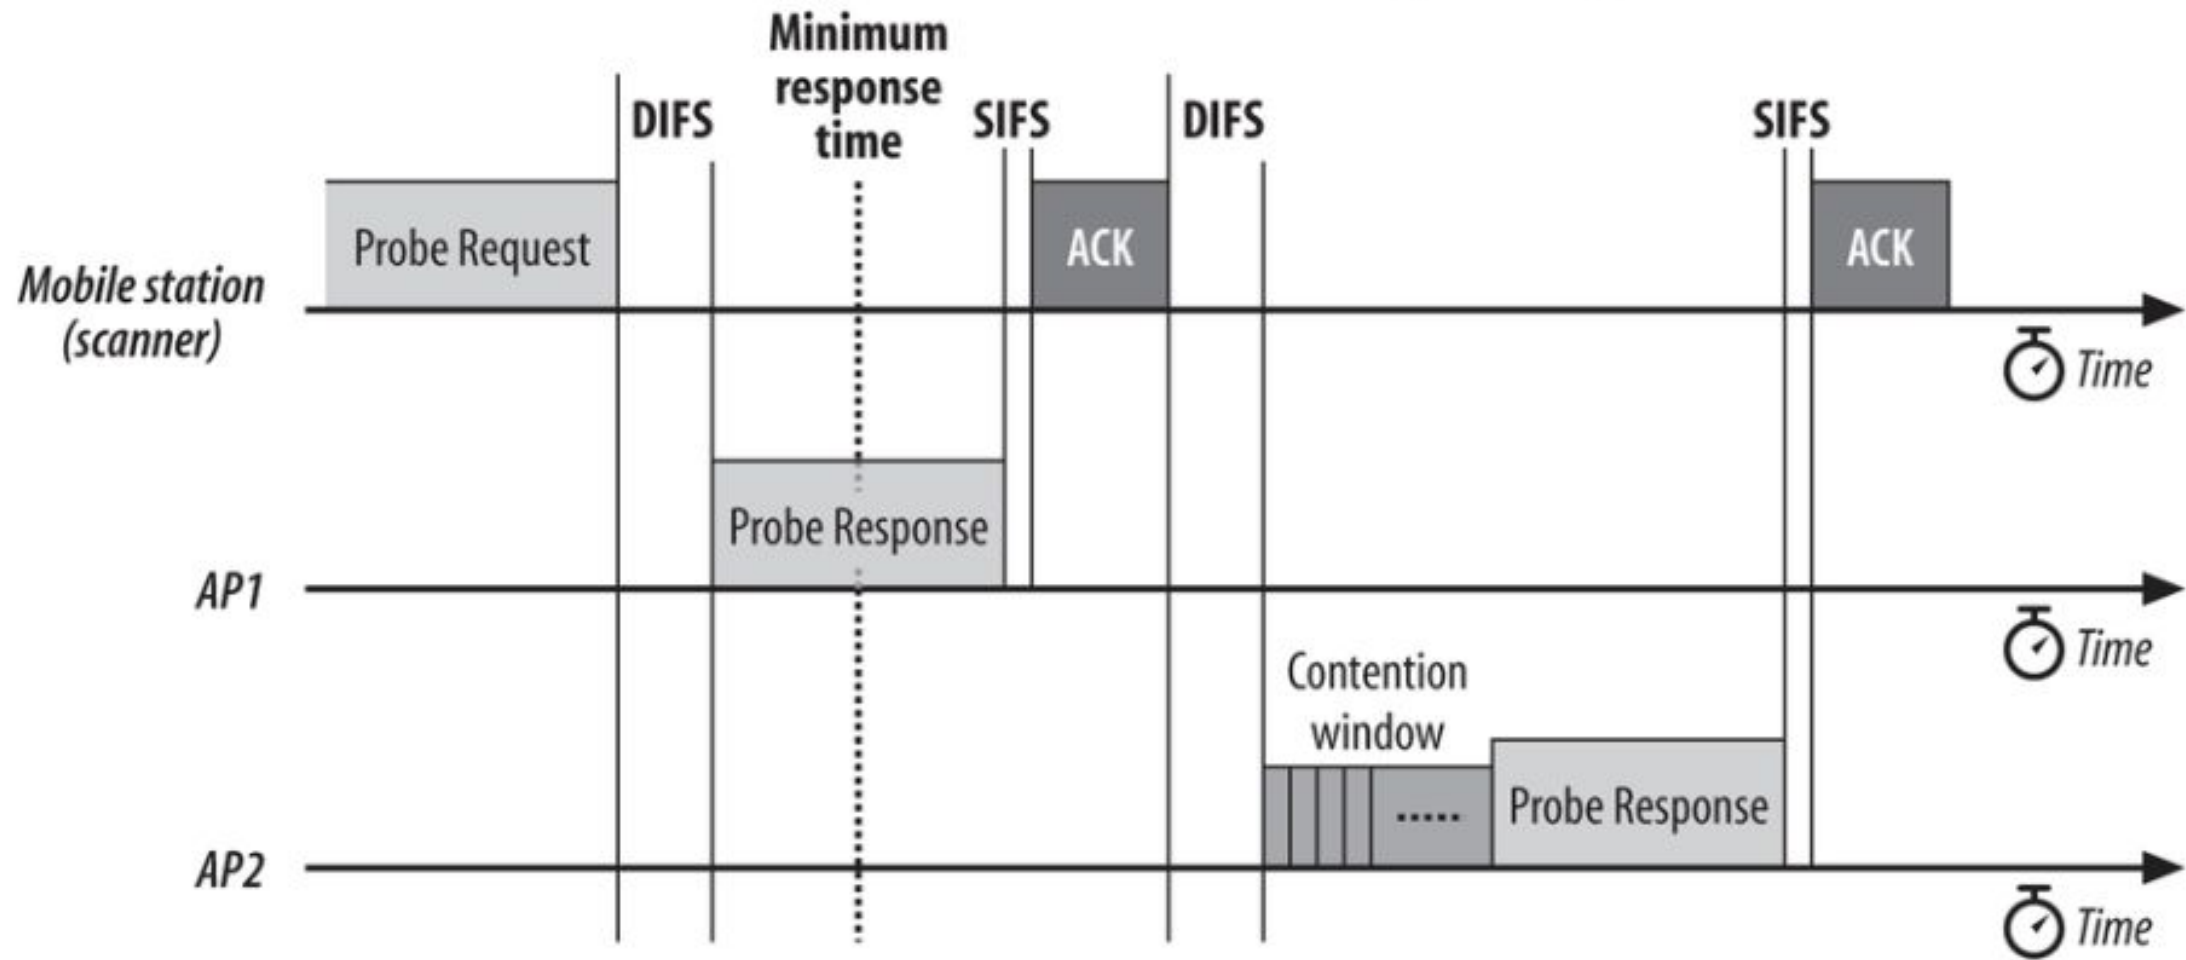 Minimum
response
time
DIFS
SIFS
DIFS
SIFS
Probe Request
ACK
ACK
Mobile station
(scanner)
Time
Probe Response
AP1
Time
Contention
window
Probe Response
AP2
Time